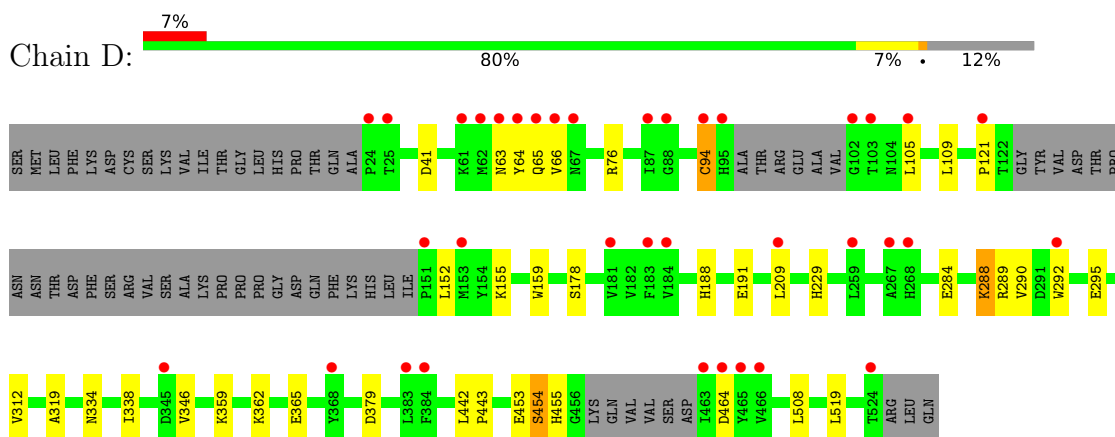 7%
Chain D:
80% 7% • 12%
SER MET LEU PHE LYS ASP CYS SER LYS VAL ILE THR GLY LEU HIS PRO THR GLN ALA P24 T25 D41 K61 M62 N63 Y64 Q65 V66 N67 R76 I87 G88 C94 H95 ALA THR ARG GLU ALA VAL G102 T103 N104 L105 L109 P121 T122 GLY TYR VAL ASP THR PRO
ASN ASN THR ASP PHE SER ARG VAL SER ALA LYS PRO PRO PRO GLY ASP GLN PHE LYS HIS LEU ILE P151 L152 M153 Y154 K155 W159 S178 V181 V182 F183 V184 H188 E191 L209 H229 L259 A267 H268 E284 K288 R289 V290 D291 W292 E295
V312 A319 N334 I338 D345 V346 K359 K362 E365 Y368 D379 L383 F384 L442 P443 E453 S454 H455 G456 LYS GLN VAL VAL SER ASP I463 D464 Y465 V466 L508 L519 T524 ARG LEU GLN